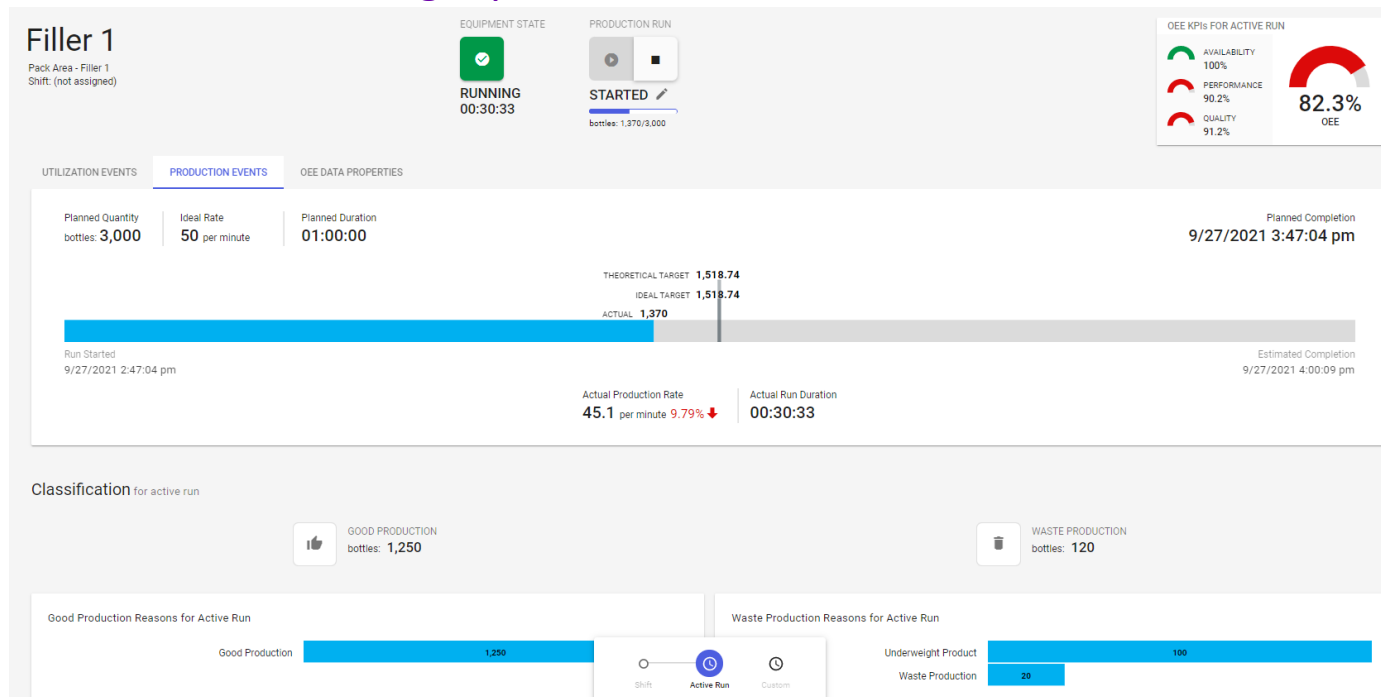 Filler 1
Pack Area - Filler 1
Shift: (not assigned)
EQUIPMENT STATE
RUNNING
00:30:33
PRODUCTION RUN
STARTED
bottles: 1,370/3,000
OEE KPIs FOR ACTIVE RUN
AVAILABILITY
100%
PERFORMANCE
90.2%
QUALITY
91.2%
82.3%
OEE
UTILIZATION EVENTS PRODUCTION EVENTS OEE DATA PROPERTIES
Planned Quantity
bottles: 3,000
Ideal Rate
50 per minute
Planned Duration
01:00:00
Planned Completion
9/27/2021 3:47:04 pm
THEORETICAL TARGET 1,518.74
IDEAL TARGET 1,518.74
ACTUAL 1,370
Run Started
9/27/2021 2:47:04 pm
Estimated Completion
9/27/2021 4:00:09 pm
Actual Production Rate
45.1 per minute 9.79%
Actual Run Duration
00:30:33
Classification for active run
GOOD PRODUCTION
bottles: 1,250
WASTE PRODUCTION
bottles: 120
Good Production Reasons for Active Run
Good Production 1,250
Waste Production Reasons for Active Run
Underweight Product 100
Waste Production 20
Shift Active Run Custom